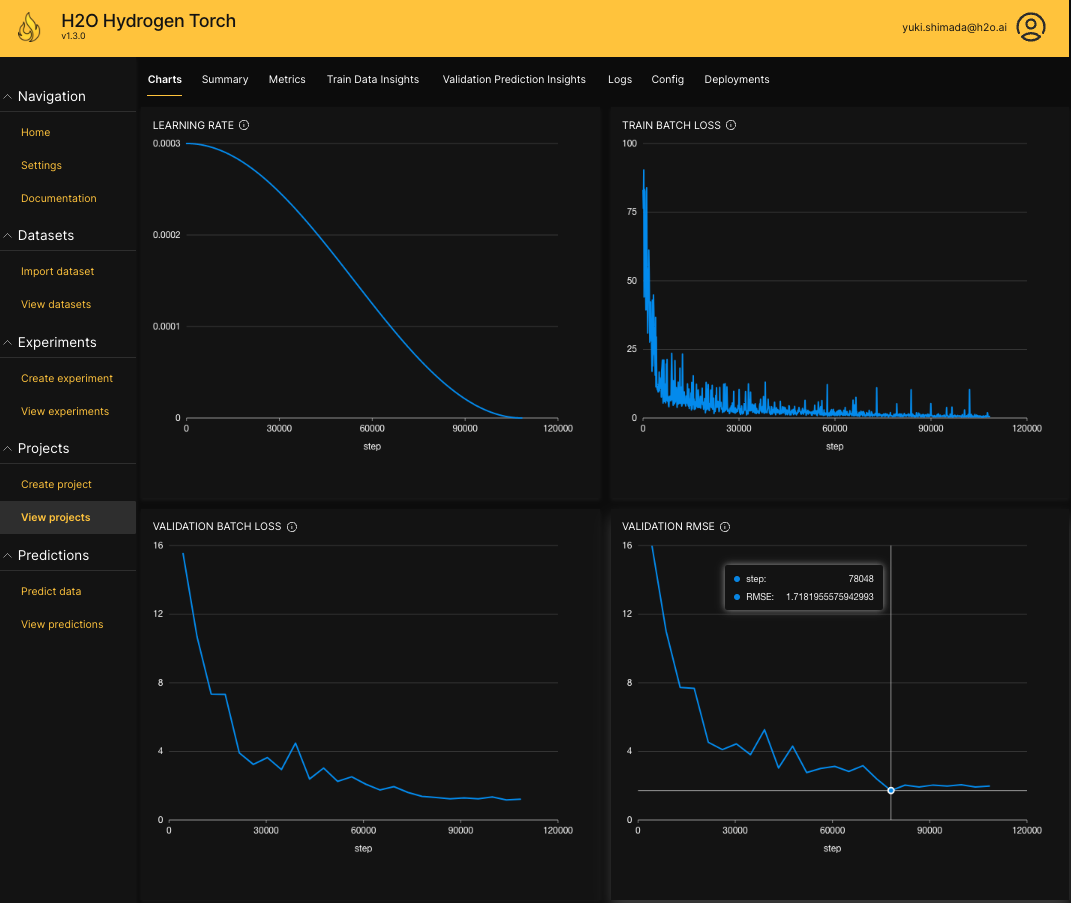 H2O Hydrogen Torch
v1.3.0
yuki.shimada@h2o.ai
Navigation
Home
Settings
Documentation
Datasets
Import dataset
View datasets
Experiments
Create experiment
View experiments
Projects
Create project
View projects
Predictions
Predict data
View predictions
Charts Summary Metrics Train Data Insights Validation Prediction Insights Logs Config Deployments
LEARNING RATE
0.0003
0.0002
0.0001
0
0 30000 60000 90000 120000
step
TRAIN BATCH LOSS
100
75
50
25
0
0 30000 60000 90000 120000
step
VALIDATION BATCH LOSS
16
12
8
4
0
0 30000 60000 90000 120000
step
VALIDATION RMSE
16
step: 78048
RMSE: 1.7181955575942993
12
8
4
0
0 30000 60000 90000 120000
step